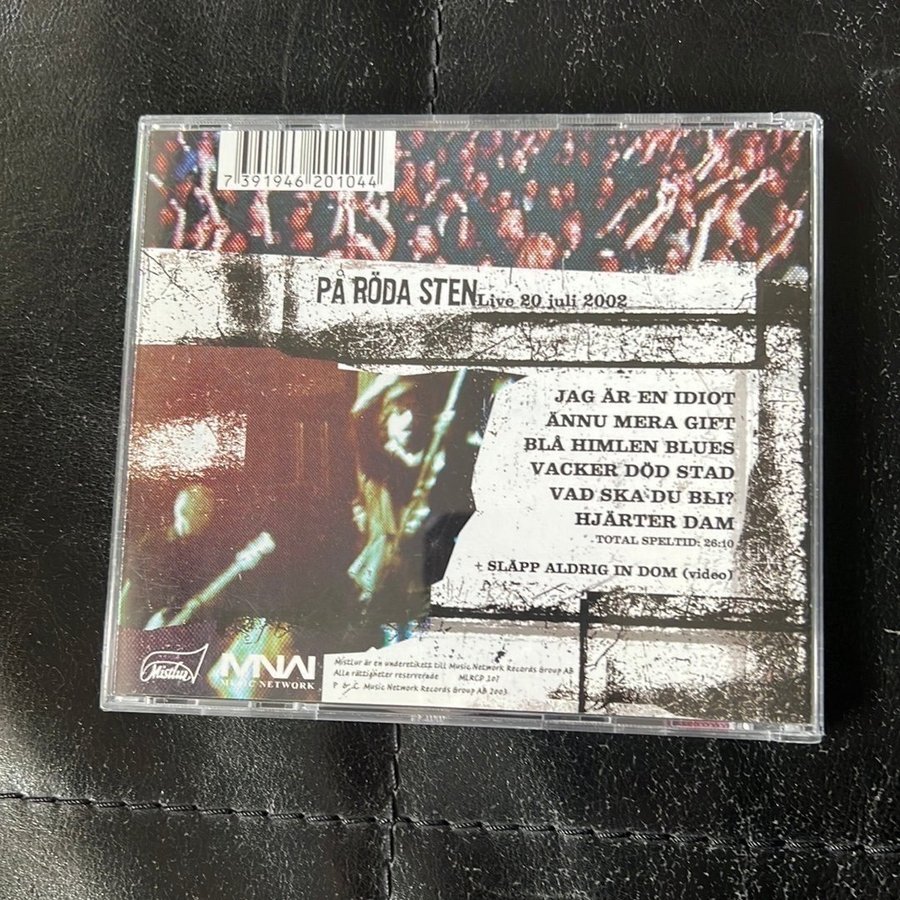 7 391946 201044
PÅ RÖDA STEN Live 20 juli 2002
JAG ÄR EN IDIOT
ÄNNU MERA GIFT
BLÅ HIMLEN BLUES
VACKER DÖD STAD
VAD SKA DU BLI?
HJÄRTER DAM
TOTAL SPELTID: 26:10
+ SLÄPP ALDRIG IN DOM (video)
Mistlur
MNW
MUSIC NETWORK
Mistlur är en underetikett till Music Network Records Group AB
Alla rättigheter reserverade MLRCD 107
P & C Music Network Records Group AB 2003